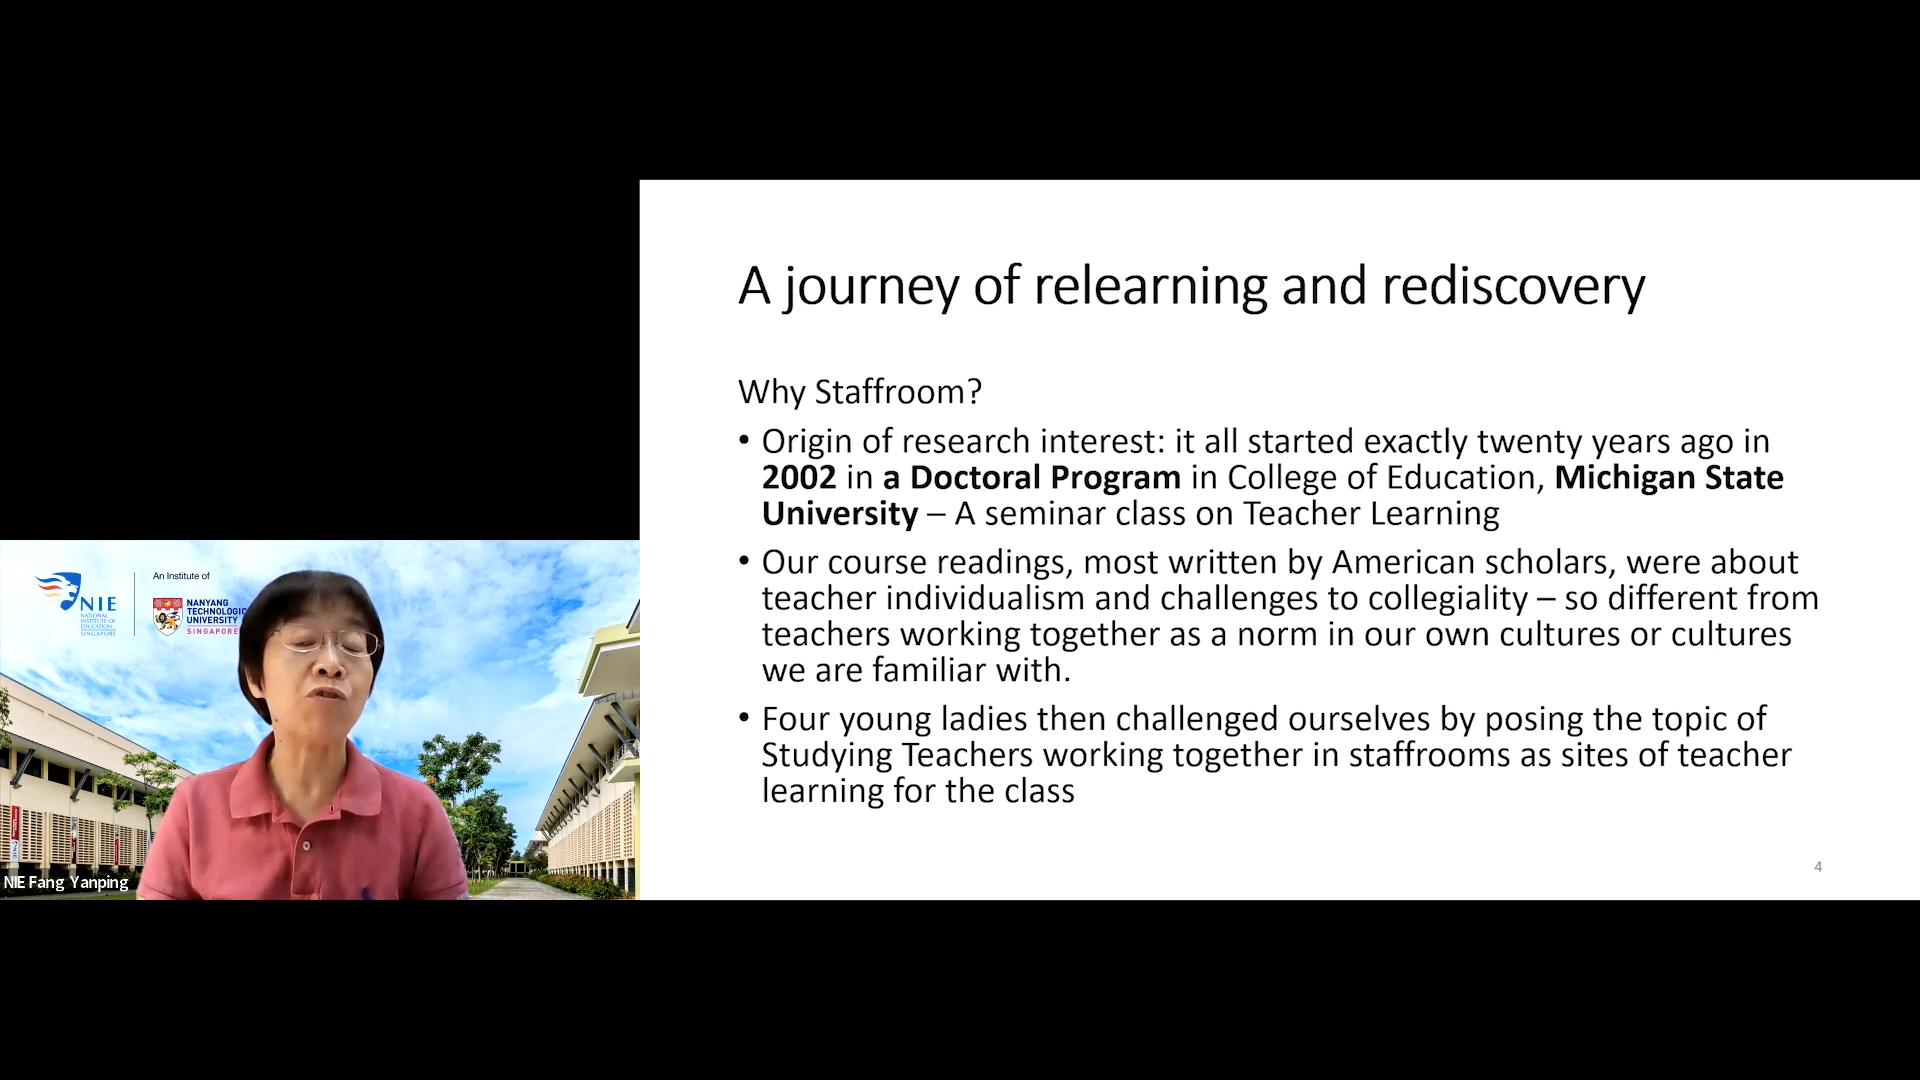 A journey of relearning and rediscovery
Why Staffroom?
• Origin of research interest: it all started exactly twenty years ago in
2002 in a Doctoral Program in College of Education, Michigan State
University – A seminar class on Teacher Learning
• Our course readings, most written by American scholars, were about
teacher individualism and challenges to collegiality – so different from
teachers working together as a norm in our own cultures or cultures
we are familiar with.
• Four young ladies then challenged ourselves by posing the topic of
Studying Teachers working together in staffrooms as sites of teacher
learning for the class
4
NIE
NATIONAL
INSTITUTE OF
EDUCATION
SINGAPORE
An Institute of
NANYANG
TECHNOLOGIC
UNIVERSITY
SINGAPORE
NIE Fang Yanping